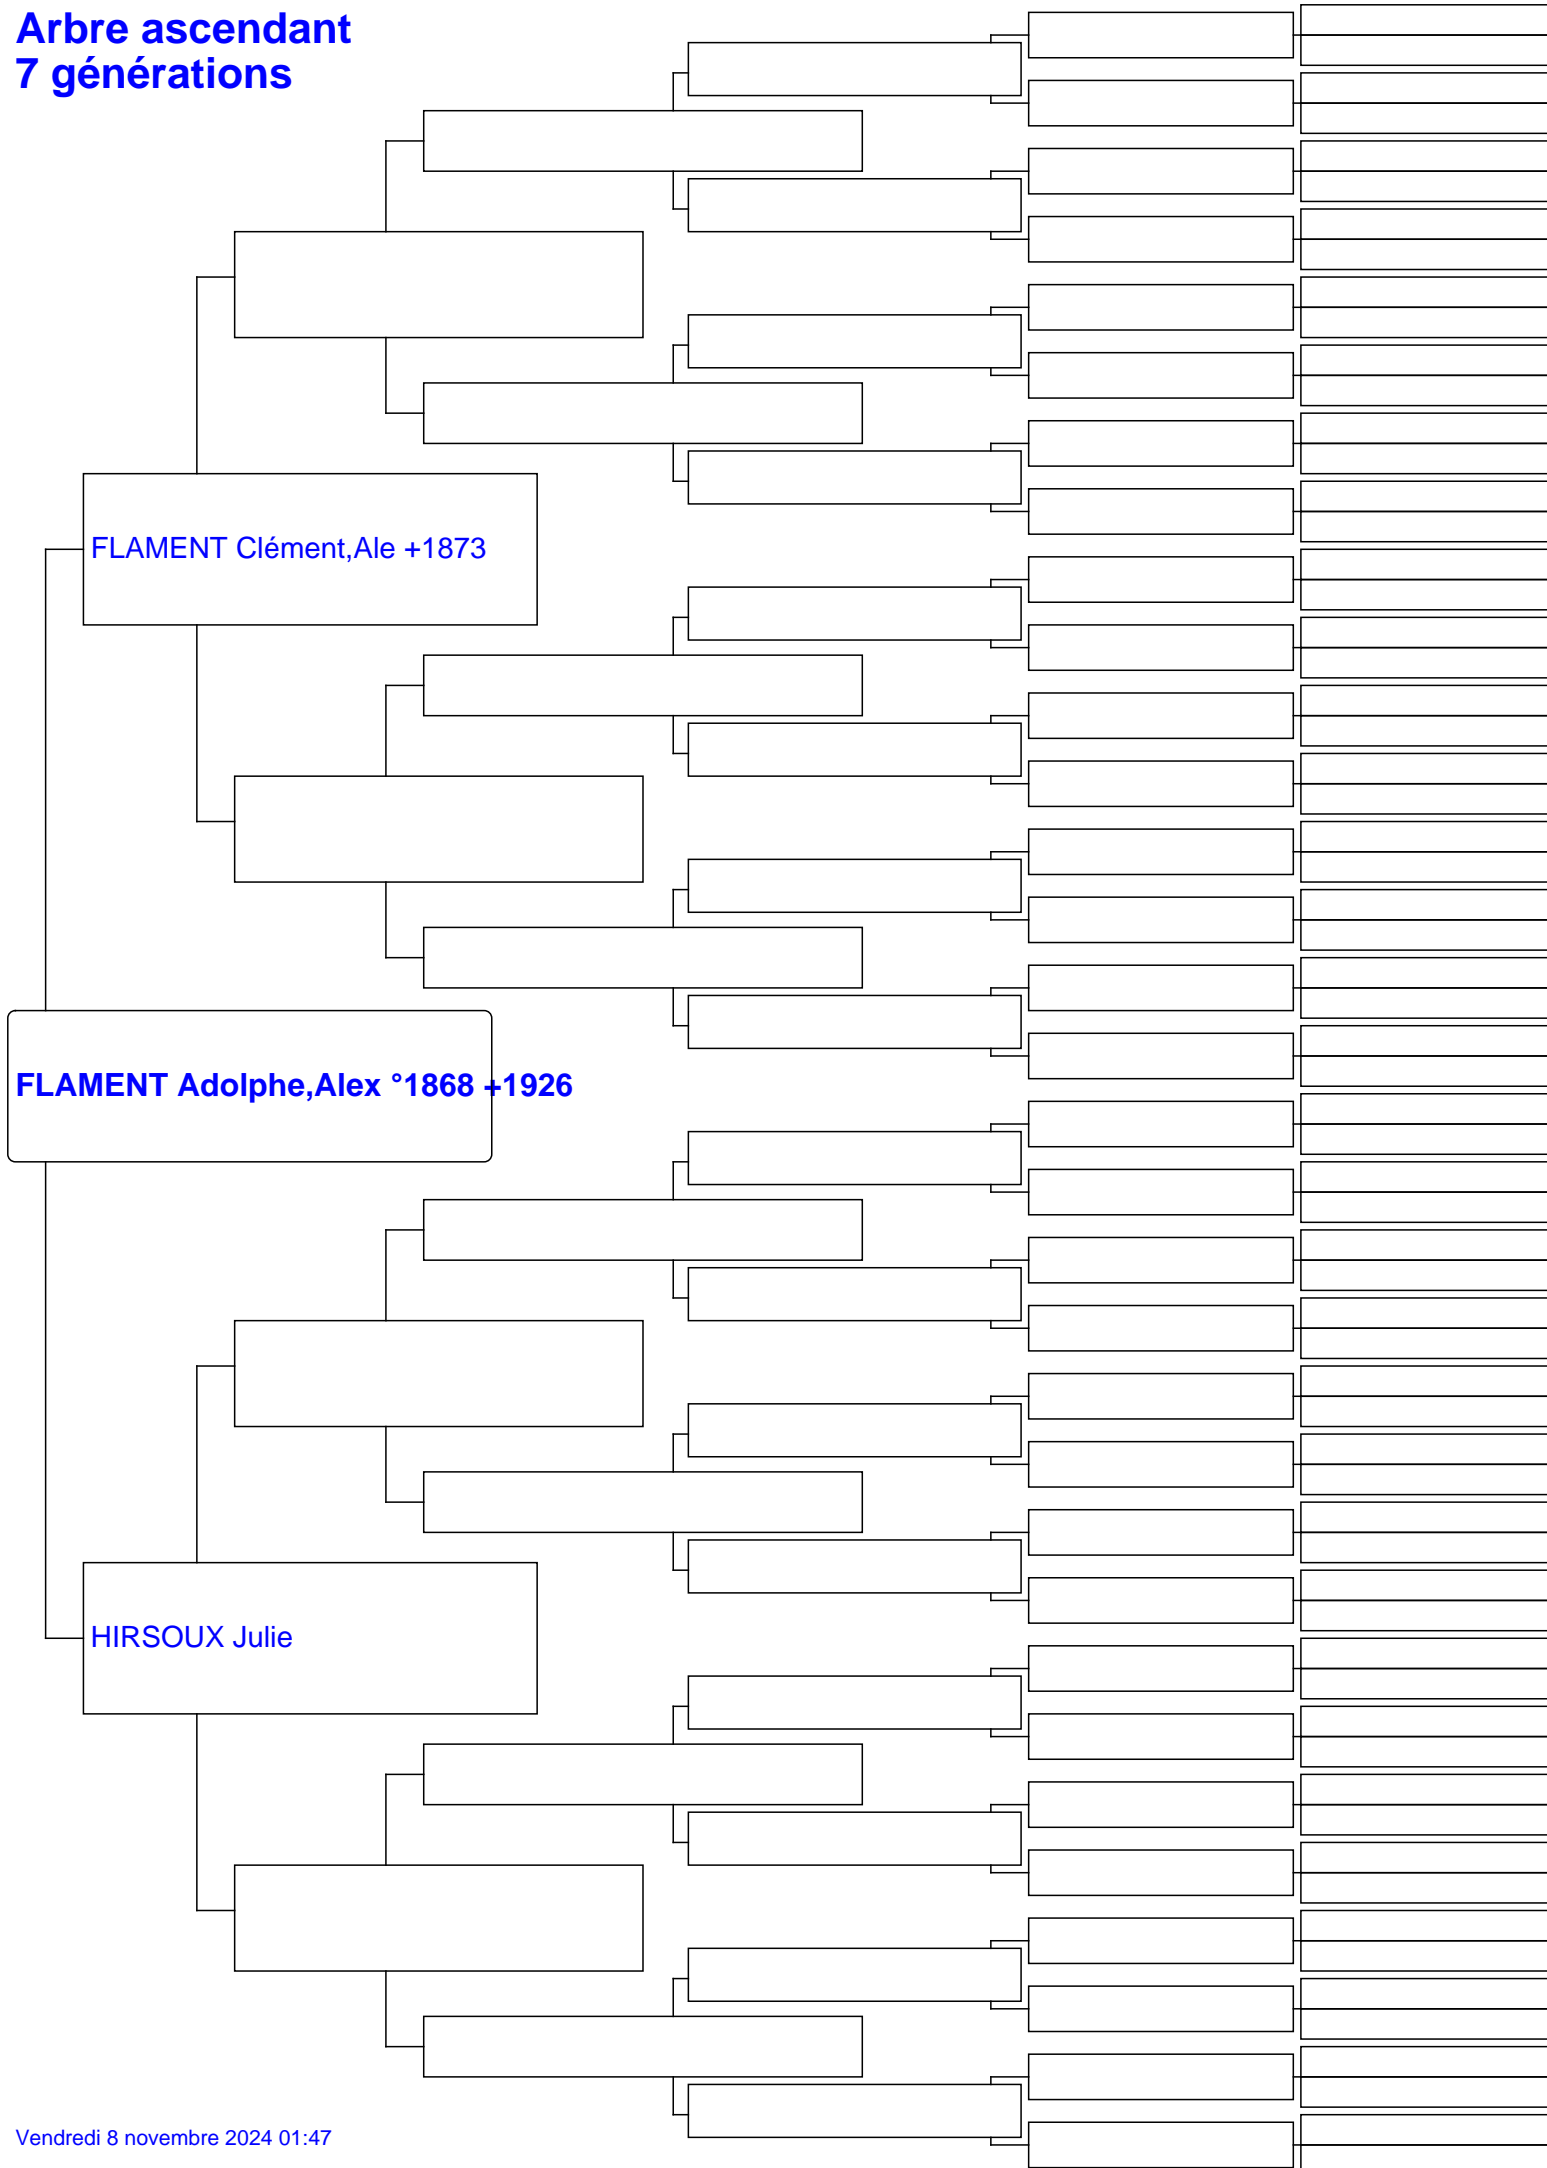 Arbre ascendant
7 générations
FLAMENT Clément,Ale +1873
FLAMENT Adolphe,Alex °1868 +1926
HIRSOUX Julie
Vendredi 8 novembre 2024 01:47